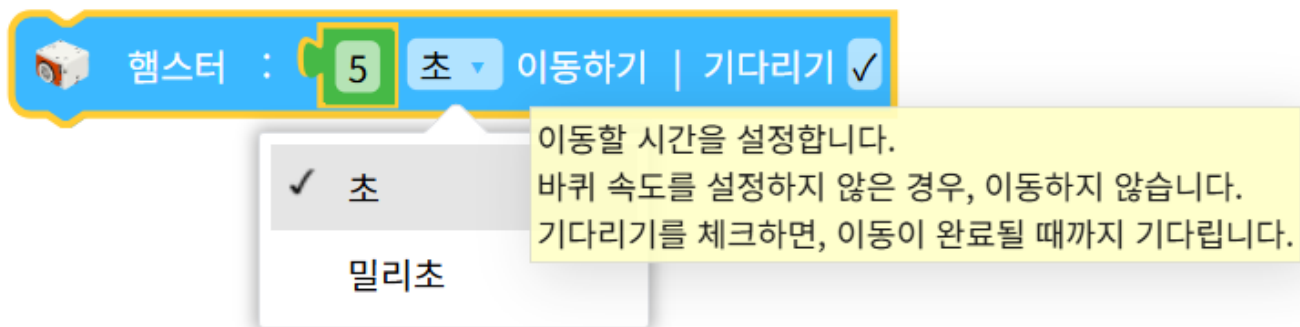 햄스터 : 5 초 이동하기 | 기다리기 ✓
이동할 시간을 설정합니다.
바퀴 속도를 설정하지 않은 경우, 이동하지 않습니다.
기다리기를 체크하면, 이동이 완료될 때까지 기다립니다.
✓ 초
밀리초